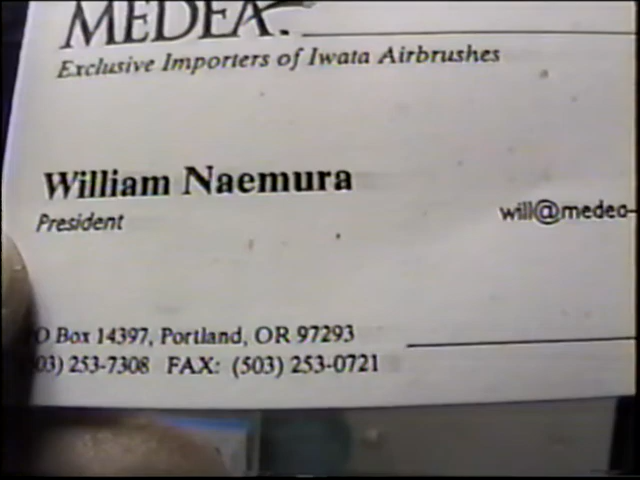 MEDEA.
Exclusive Importers of Iwata Airbrushes
William Naemura
President
will@medea-
O Box 14397, Portland, OR 97293
03) 253-7308 FAX: (503) 253-0721